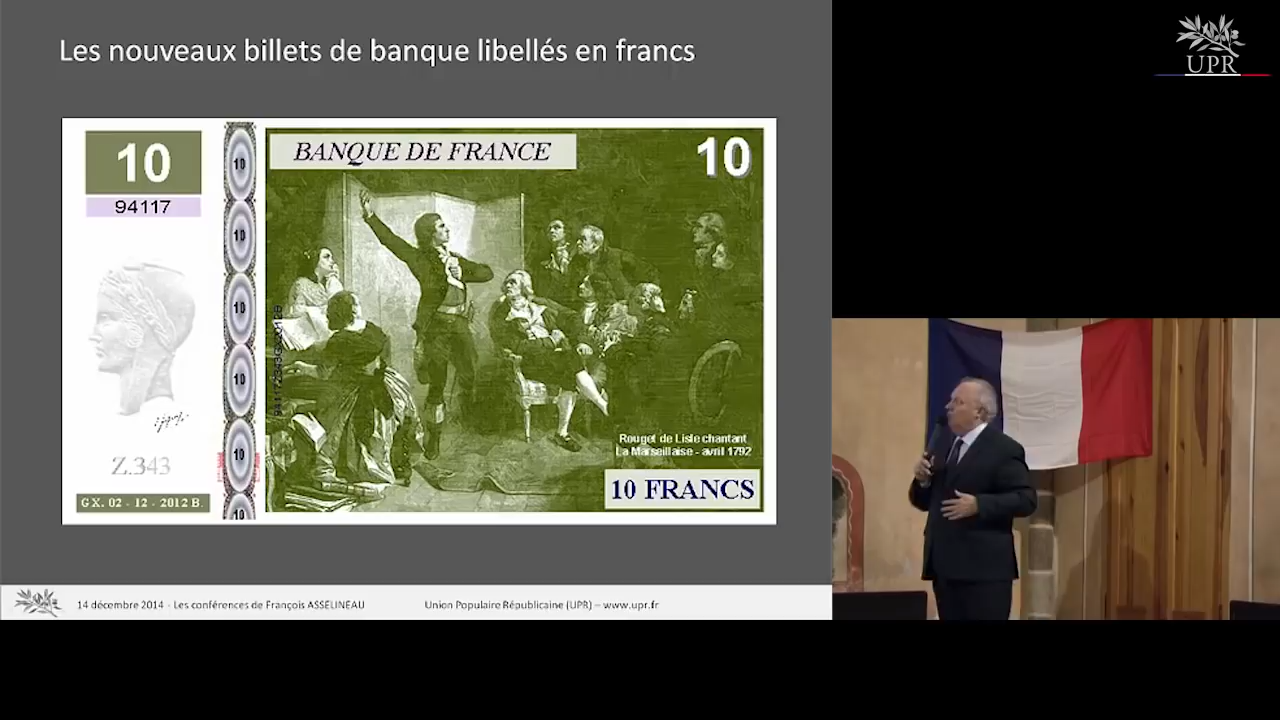 Les nouveaux billets de banque libellés en francs
UPR
10
94117
10
10
10
10
10
10
BANQUE DE FRANCE
10
Rouget de Lisle chantant
La Marseillaise - avril 1792
10 FRANCS
Z.343
GX. 02 - 12 - 2012 B.
14 décembre 2014 - Les conférences de François ASSELINEAU
Union Populaire Républicaine (UPR) – www.upr.fr